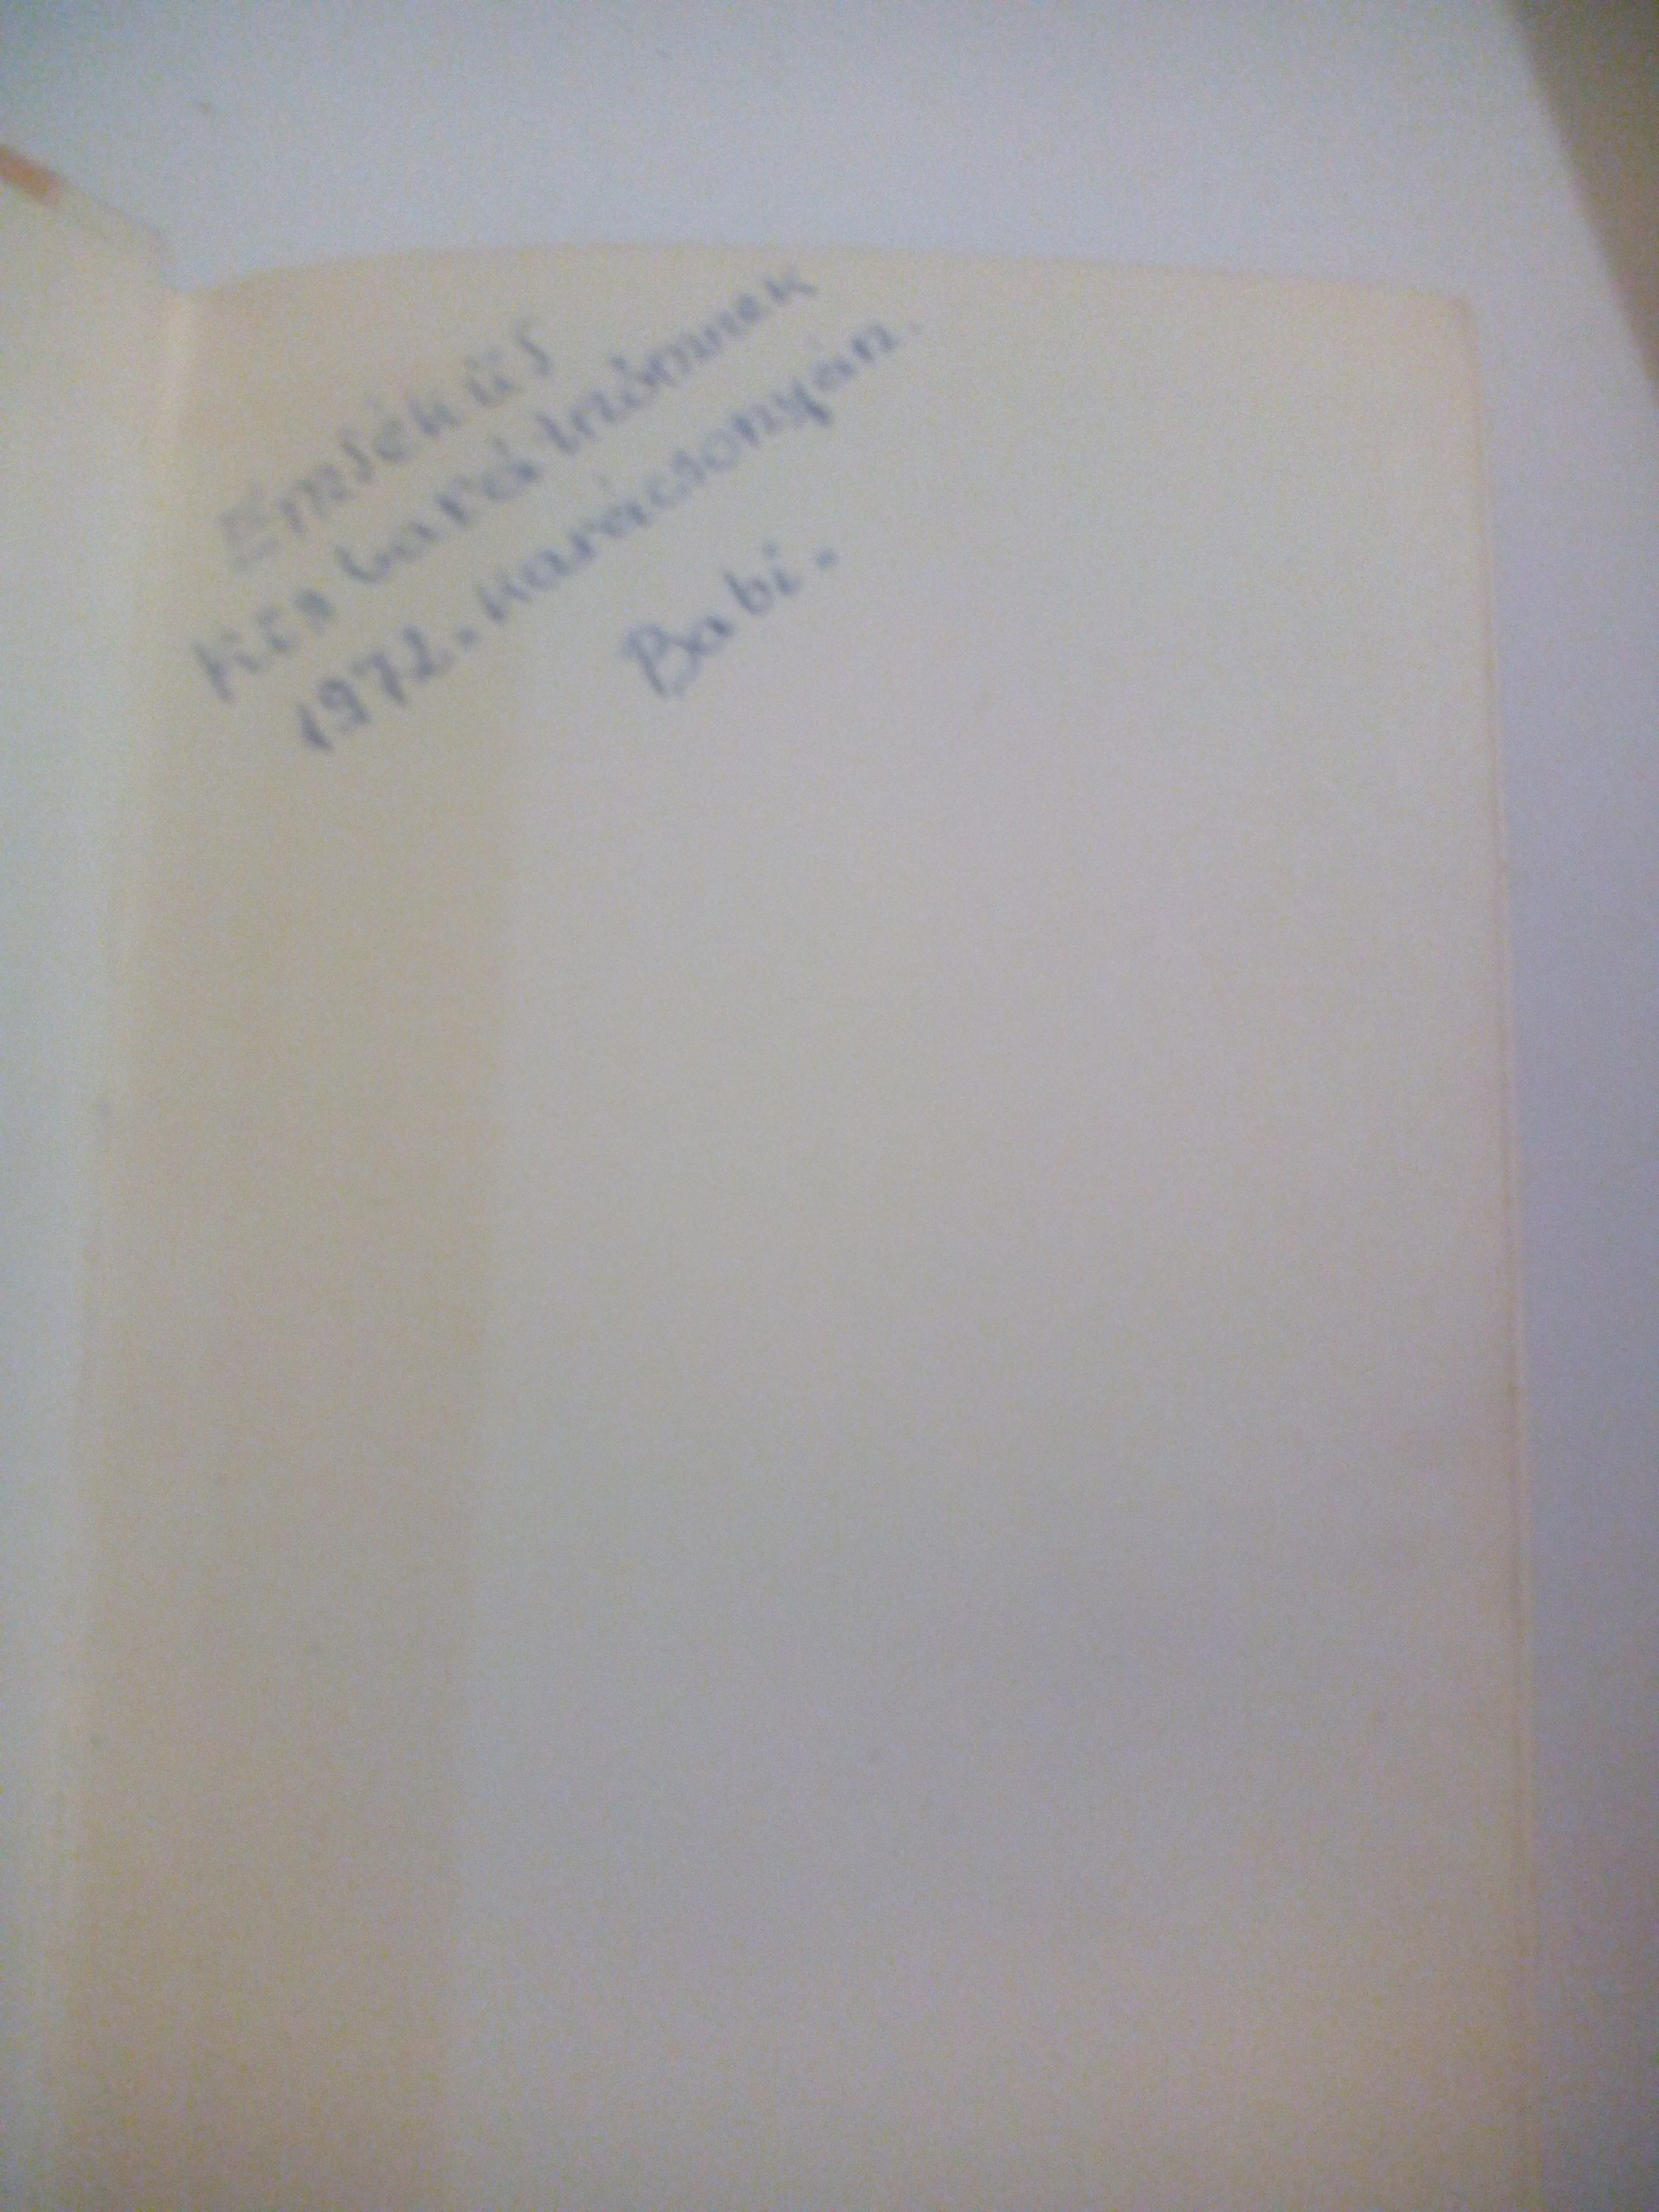 Emlékül
kis barátnőmnek
1972. karácsonyán.
Babi.